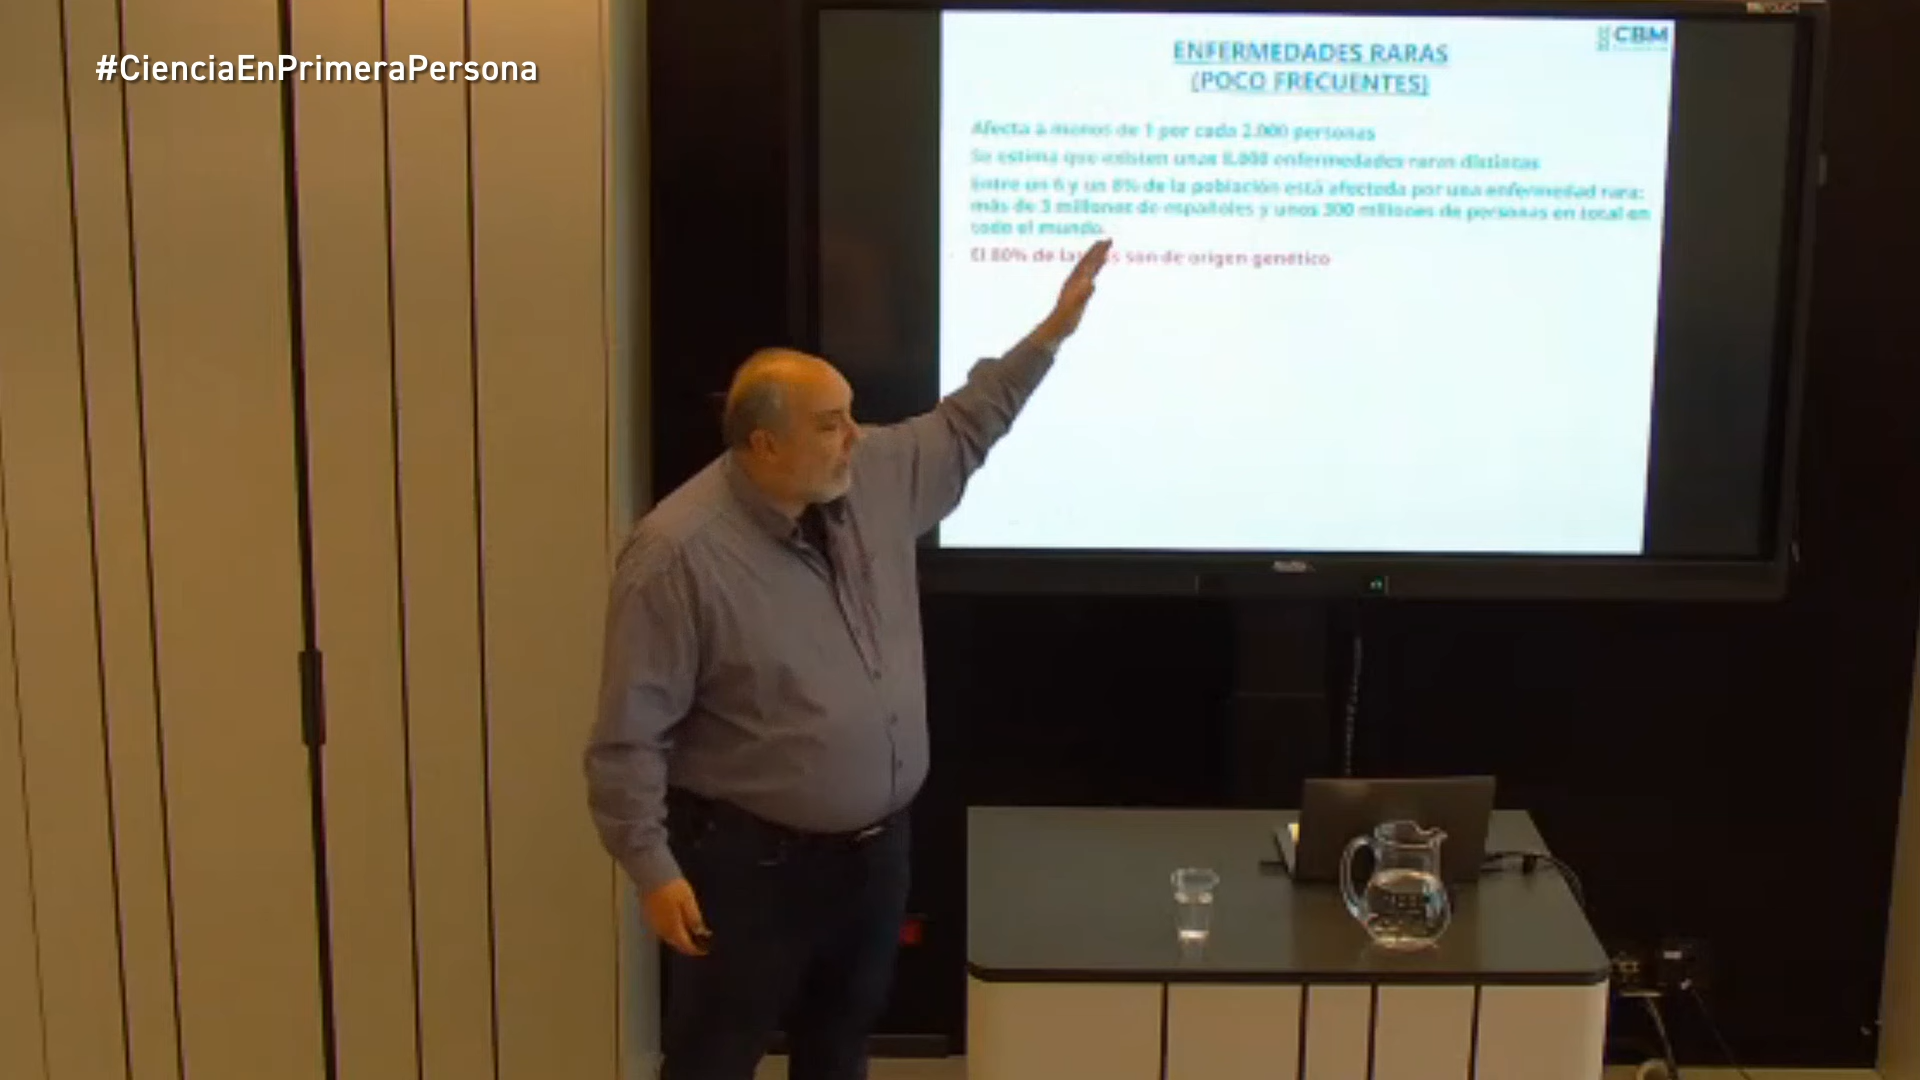 #CienciaEnPrimeraPersona
CBM
ENFERMEDADES RARAS
(POCO FRECUENTES)
Afecta a menos de 1 por cada 2.000 personas
Se estima que existen unas 8.000 enfermedades raras distintas
Entre un 6 y un 8% de la población está afectada por una enfermedad rara:
más de 3 millones de españoles y unos 300 millones de personas en total en
todo el mundo.
El 80% de las son de origen genético